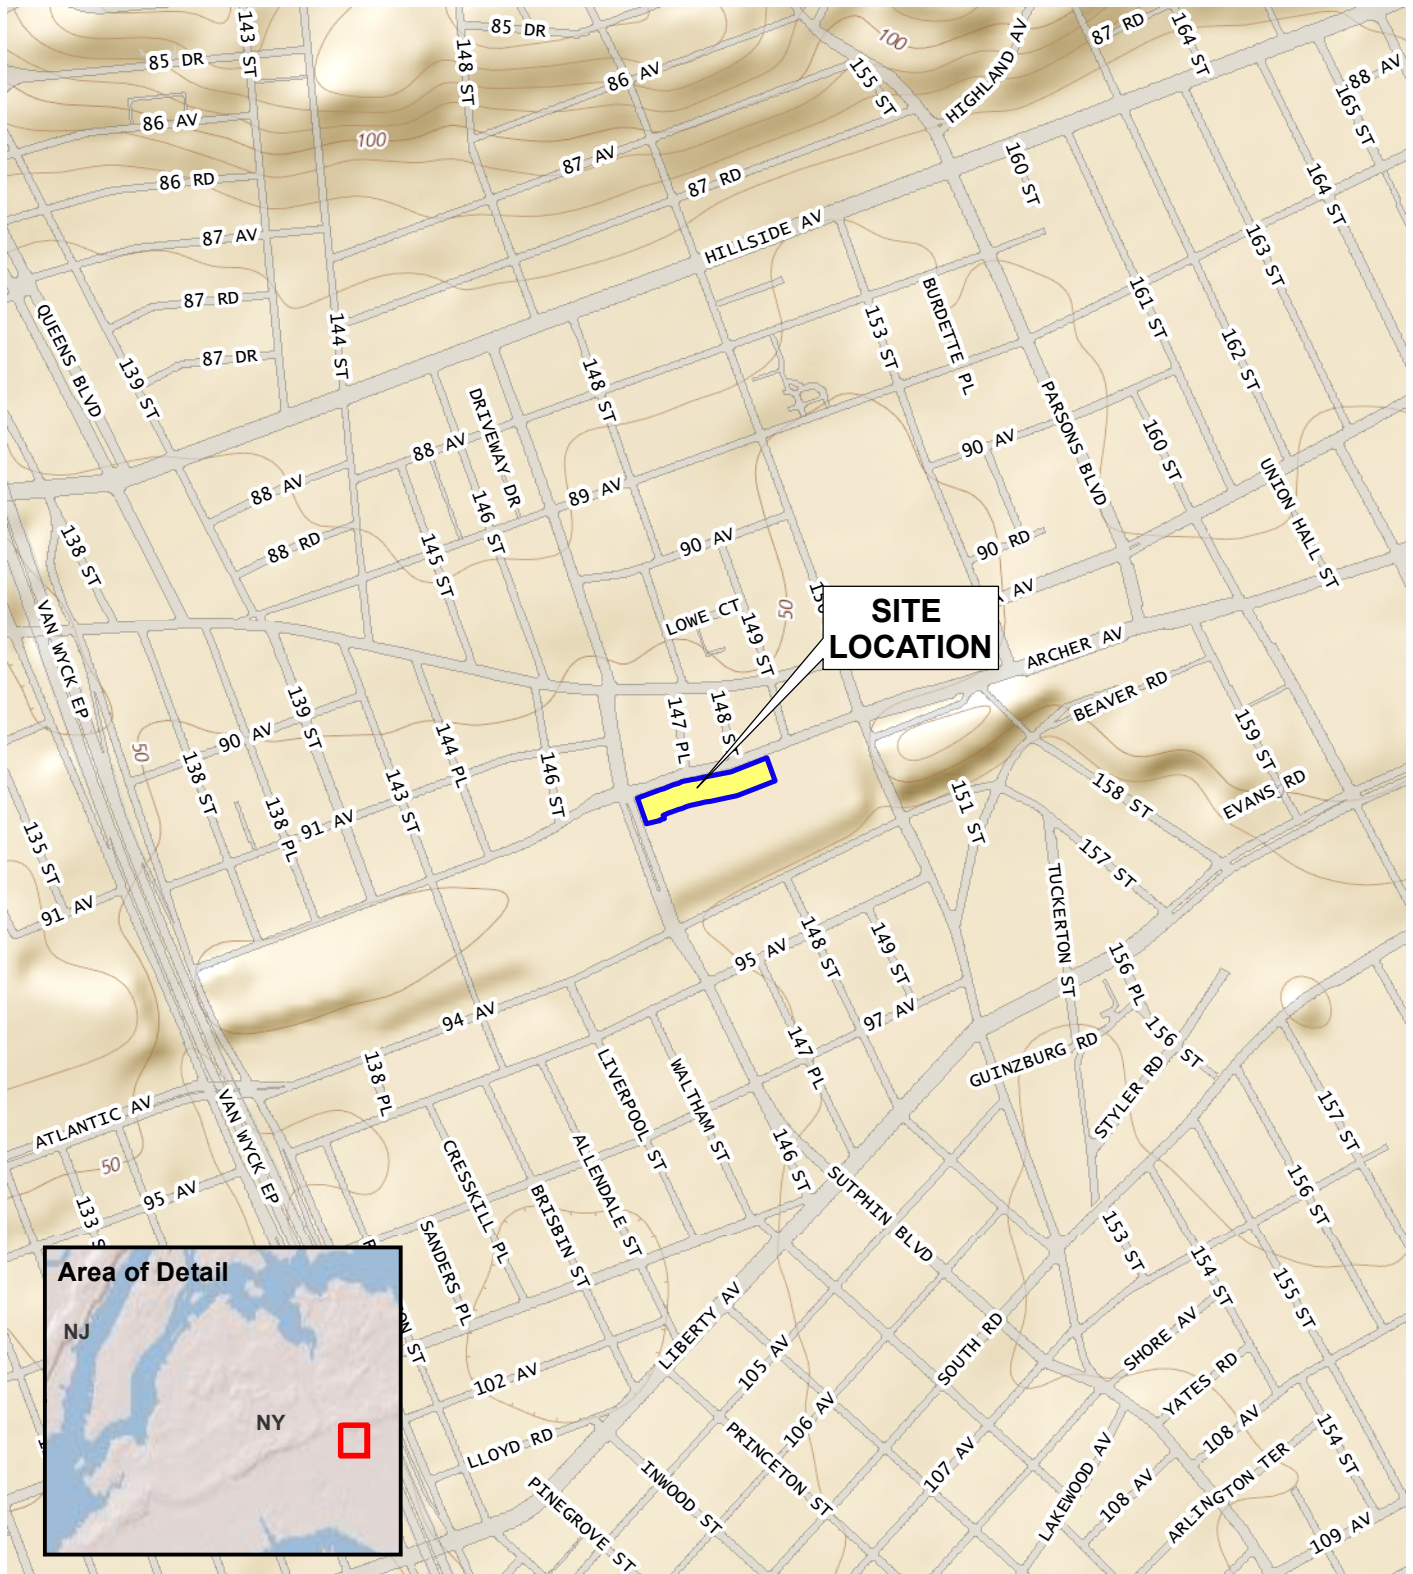 143 ST
85 DR
148 ST
85 DR
86 AV
100
155 ST
HIGHLAND AV
87 RD
164 ST
88 AV
165 ST
86 AV
100
87 AV
86 RD
87 RD
160 ST
164 ST
87 AV
HILLSIDE AV
163 ST
87 RD
QUEENS BLVD
139 ST
144 ST
87 DR
148 ST
153 ST
BURDETTE PL
161 ST
162 ST
DRIVEWAY DR
88 AV
PARSONS BLVD
90 AV
160 ST
UNION HALL ST
88 AV
89 AV
146 ST
138 ST
88 RD
145 ST
90 AV
90 RD
VAN WYCK EP
LOWE CT
149 ST
50
AV
SITE
LOCATION
ARCHER AV
BEAVER RD
139 ST
90 AV
50
138 ST
144 PL
147 PL
148 ST
159 ST
146 ST
143 ST
138 PL
91 AV
151 ST
158 ST
EVANS RD
135 ST
91 AV
157 ST
TUCKERTON ST
95 AV
148 ST
149 ST
156 PL
94 AV
97 AV
147 PL
156 ST
GUINZBURG RD
STYLER RD
138 PL
LIVERPOOL ST
WALTHAM ST
157 ST
ATLANTIC AV
VAN WYCK EP
50
95 AV
133 S
CRESSKILL PL
ALLENDALE ST
146 ST
SUTPHIN BLVD
156 ST
BRISBIN ST
SANDERS PL
153 ST
154 ST
155 ST
Area of Detail
NJ
NY
ON ST
LIBERTY AV
SOUTH RD
SHORE AV
105 AV
102 AV
YATES RD
106 AV
108 AV
154 ST
LLOYD RD
PRINCETON ST
INWOOD ST
107 AV
LAKEWOOD AV
108 AV
ARLINGTON TER
109 AV
PINEGROVE ST